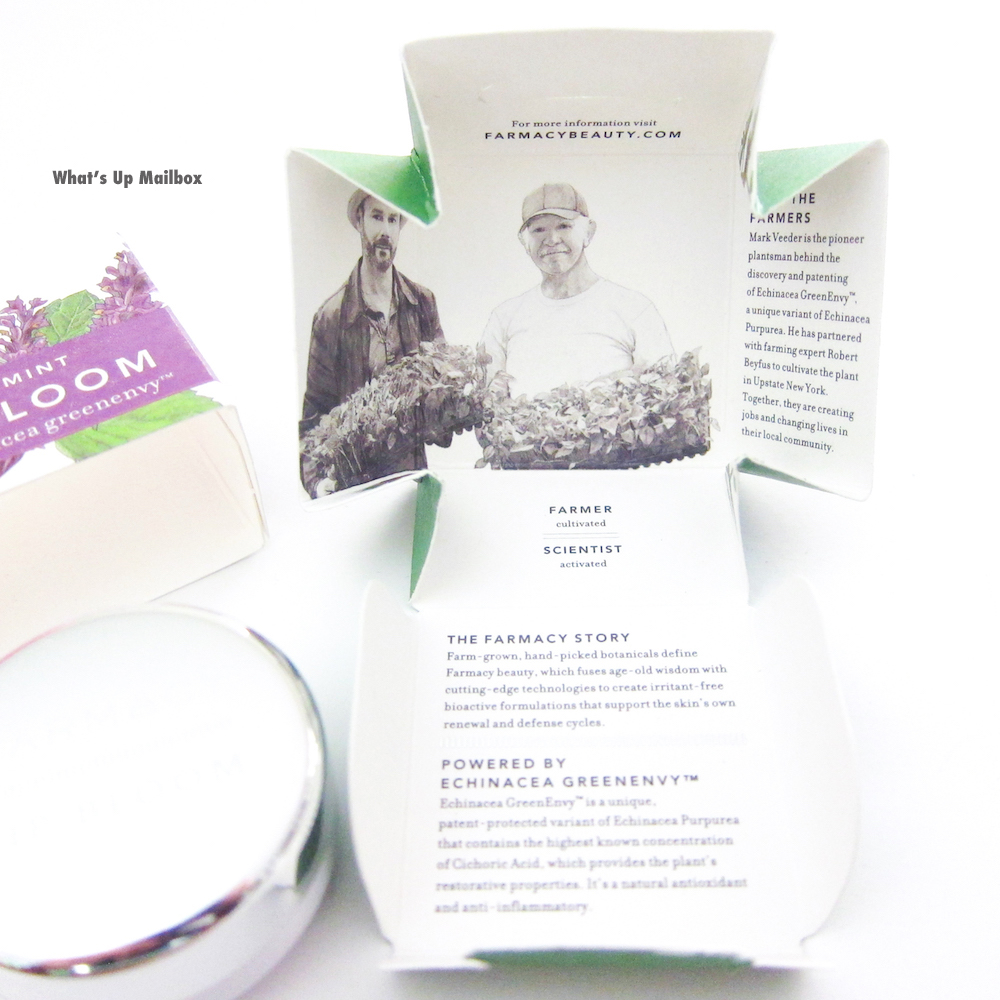 For more information visit
FARMACYBEAUTY.COM
What's Up Mailbox
THE
FARMERS
Mark Veeder is the pioneer
plantsman behind the
discovery and patenting
of Echinacea GreenEnvy™,
a unique variant of Echinacea
Purpurea. He has partnered
with farming expert Robert
Beyfus to cultivate the plant
in Upstate New York.
Together, they are creating
jobs and changing lives in
their local community.
MINT
LOOM
cea greenenvy™
FARMER
cultivated
SCIENTIST
activated
THE FARMACY STORY
Farm-grown, hand-picked botanicals define
Farmacy beauty, which fuses age-old wisdom with
cutting-edge technologies to create irritant-free
bioactive formulations that support the skin's own
renewal and defense cycles.
POWERED BY
ECHINACEA GREENENVY™
Echinacea GreenEnvy™ is a unique,
patent-protected variant of Echinacea Purpurea
that contains the highest known concentration
of Cichoric Acid, which provides the plant's
restorative properties. It's a natural antioxidant
and anti-inflammatory.